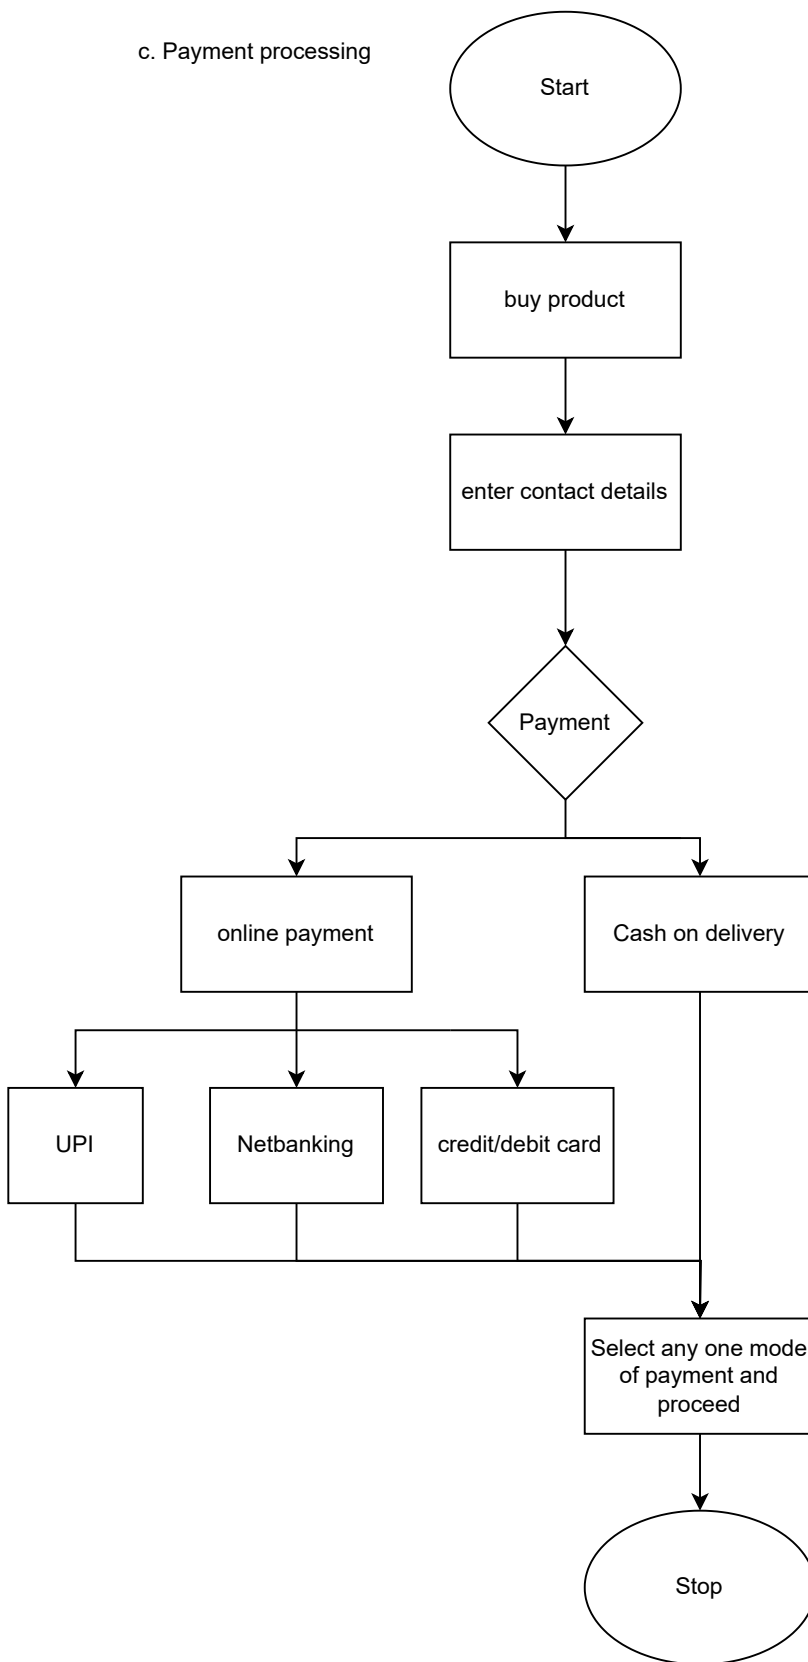 c. Payment processing
Start
buy product
enter contact details
Payment
online payment
Cash on delivery
UPI
Netbanking
credit/debit card
Select any one mode
of payment and
proceed
Stop